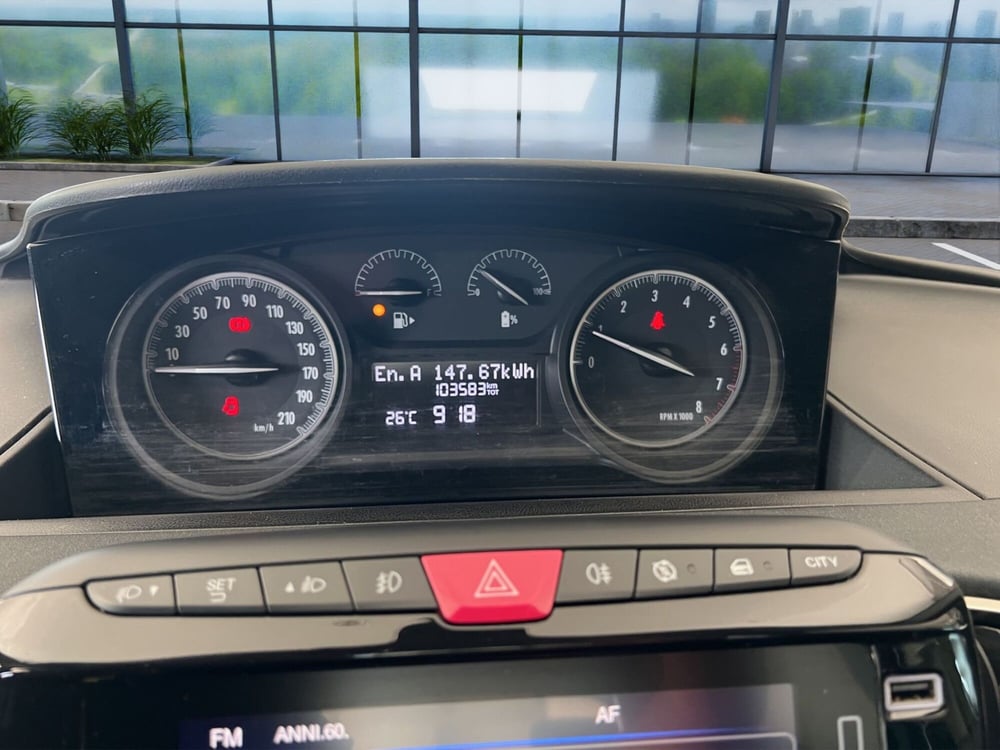 10 30 50 70 90 110 130 150 170 190 210
km/h
0 100
%
En. A 147.67kWh
103583 km TOT
26°C 9 18
0 1 2 3 4 5 6 7 8
RPM X 1000
SET
CITY
FM ANNI.60. AF